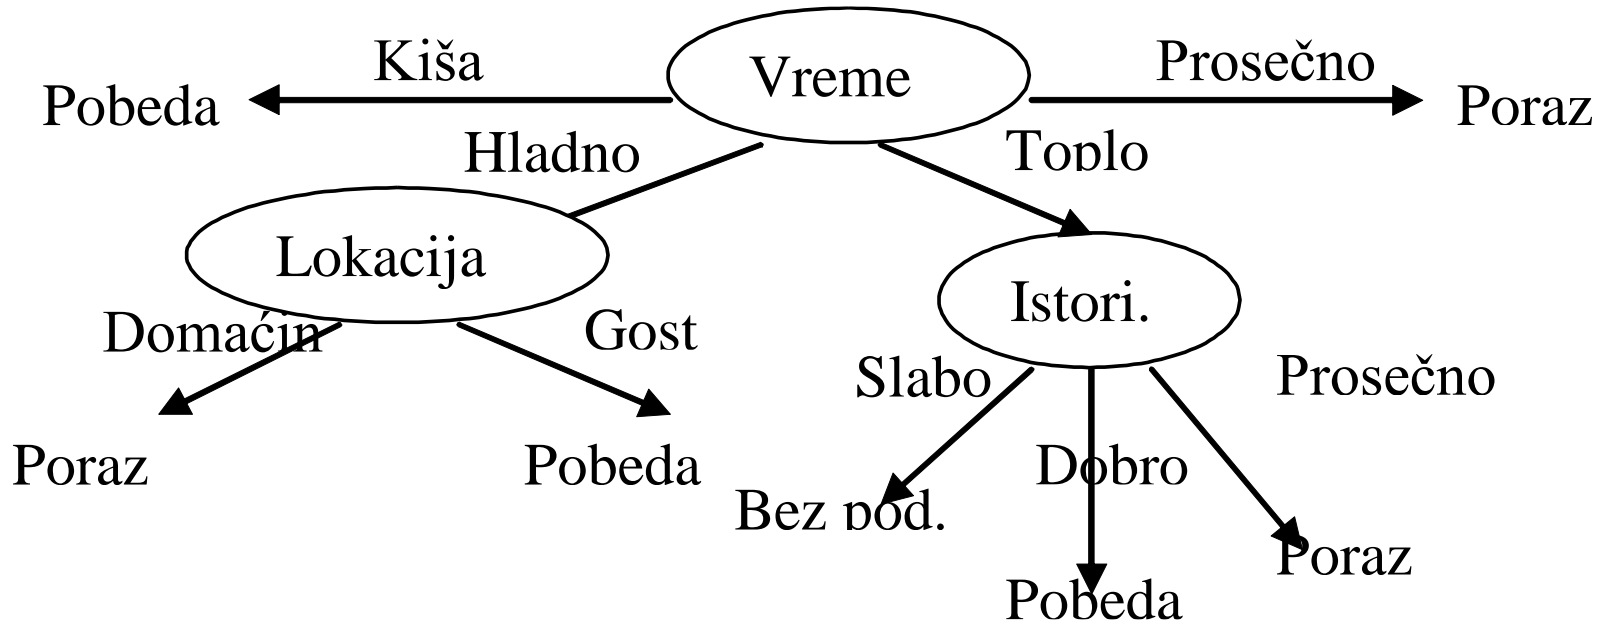 Kiša
Vreme
Prosečno
Pobeda
Poraz
Hladno
Toplo
Lokacija
Istori.
Domaćin
Gost
Slabo
Prosečno
Poraz
Pobeda
Dobro
Bez pod.
Poraz
Pobeda